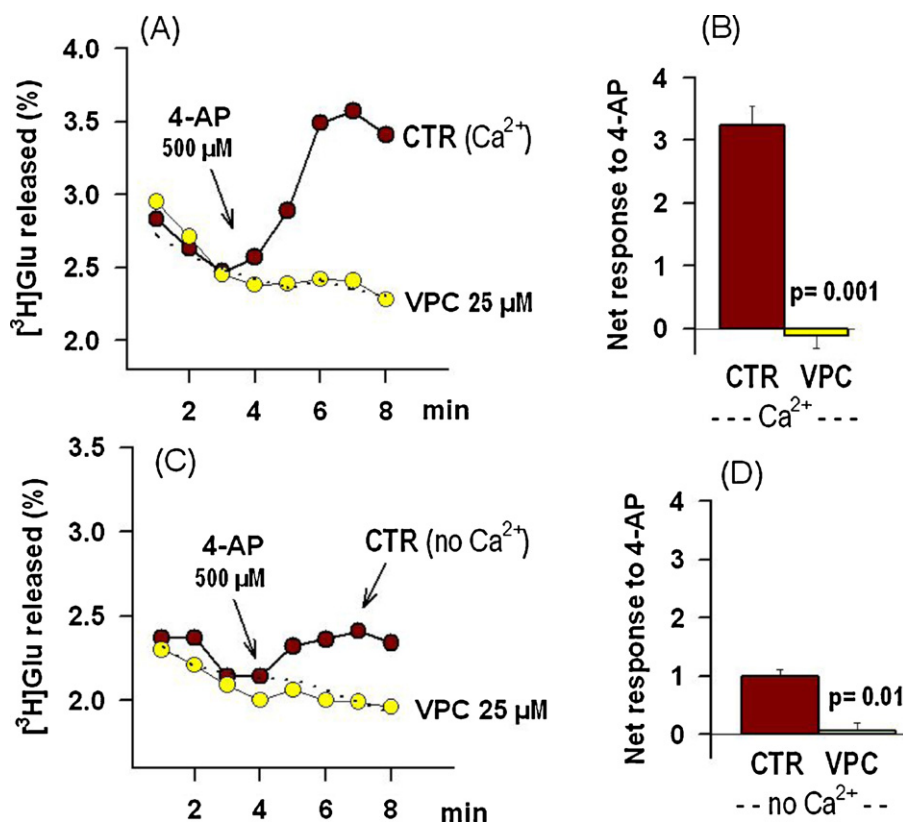 (A)
[³H]Glu released (%)
4.0
3.5
3.0
2.5
2.0
4-AP
500 µM
CTR (Ca²⁺)
VPC 25 µM
2 4 6 8 min
(B)
Net response to 4-AP
4
3
2
1
0
p= 0.001
CTR VPC
- - - Ca²⁺ - - -
(C)
[³H]Glu released (%)
3.5
3.0
2.5
2.0
4-AP
500 µM
CTR (no Ca²⁺)
VPC 25 µM
2 4 6 8 min
(D)
Net response to 4-AP
4
3
2
1
0
p= 0.01
CTR VPC
- - no Ca²⁺ - -